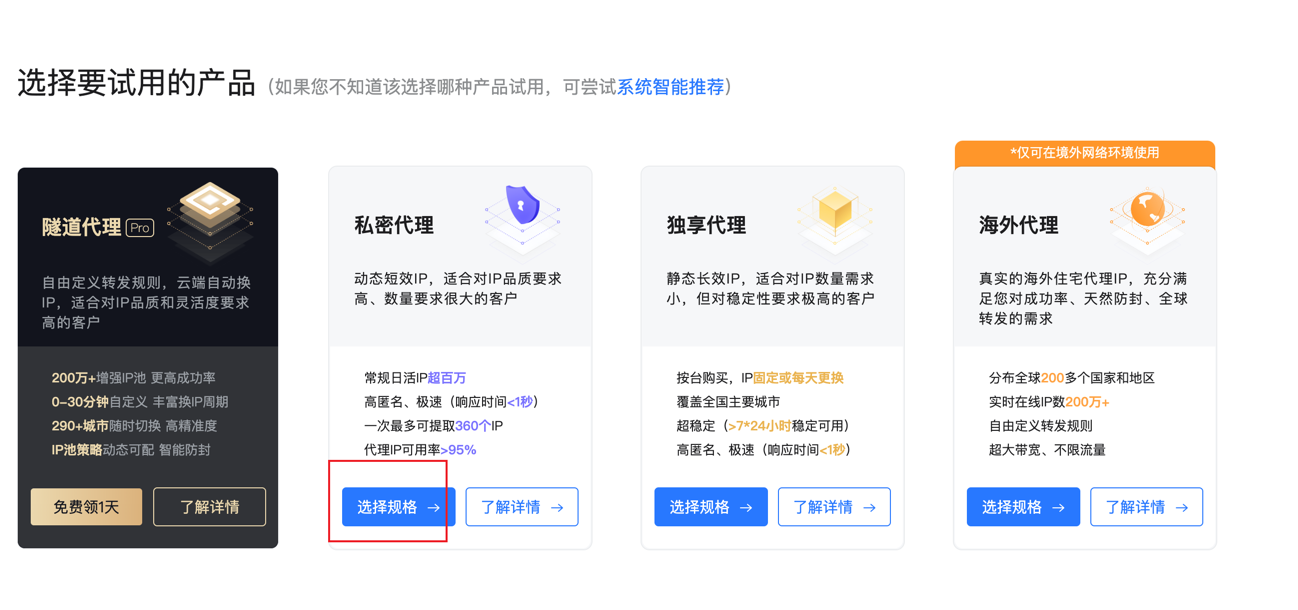 选择要试用的产品（如果您不知道该选择哪种产品试用，可尝试系统智能推荐）
隧道代理 Pro
自由定义转发规则，云端自动换
IP，适合对IP品质和灵活度要求
高的客户
200万+增强IP池 更高成功率
0-30分钟自定义 丰富换IP周期
290+城市随时切换 高精准度
IP池策略动态可配 智能防封
免费领1天
了解详情
私密代理
动态短效IP，适合对IP品质要求
高、数量要求很大的客户
常规日活IP超百万
高匿名、极速（响应时间<1秒）
一次最多可提取360个IP
代理IP可用率>95%
选择规格 →
了解详情 →
独享代理
静态长效IP，适合对IP数量需求
小，但对稳定性要求极高的客户
按台购买，IP固定或每天更换
覆盖全国主要城市
超稳定（>7*24小时稳定可用）
高匿名、极速（响应时间<1秒）
选择规格 →
了解详情 →
*仅可在境外网络环境使用
海外代理
真实的海外住宅代理IP，充分满
足您对成功率、天然防封、全球
转发的需求
分布全球200多个国家和地区
实时在线IP数200万+
自由定义转发规则
超大带宽、不限流量
选择规格 →
了解详情 →